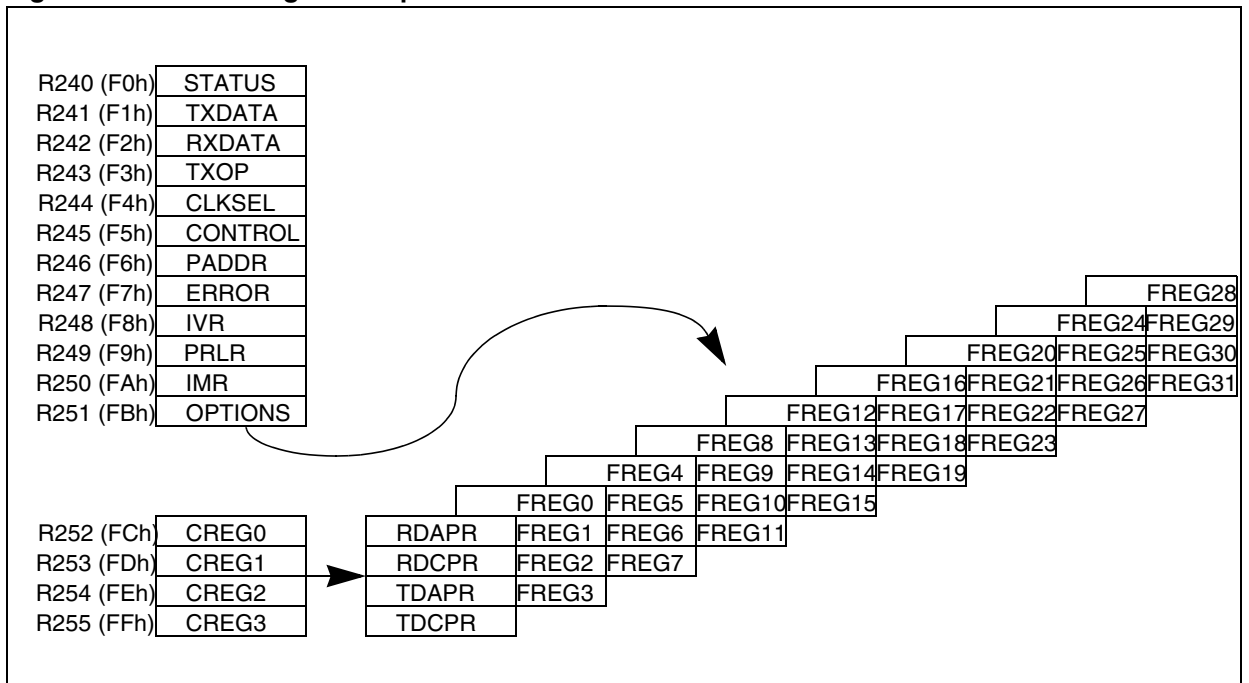 R240 (F0h) STATUS
R241 (F1h) TXDATA
R242 (F2h) RXDATA
R243 (F3h) TXOP
R244 (F4h) CLKSEL
R245 (F5h) CONTROL
R246 (F6h) PADDR
R247 (F7h) ERROR FREG28
R248 (F8h) IVR FREG24 FREG29
R249 (F9h) PRLR FREG20 FREG25 FREG30
R250 (FAh) IMR FREG16 FREG21 FREG26 FREG31
R251 (FBh) OPTIONS FREG12 FREG17 FREG22 FREG27
FREG8 FREG13 FREG18 FREG23
FREG4 FREG9 FREG14 FREG19
FREG0 FREG5 FREG10 FREG15
R252 (FCh) CREG0 RDAPR FREG1 FREG6 FREG11
R253 (FDh) CREG1 RDCPR FREG2 FREG7
R254 (FEh) CREG2 TDAPR FREG3
R255 (FFh) CREG3 TDCPR